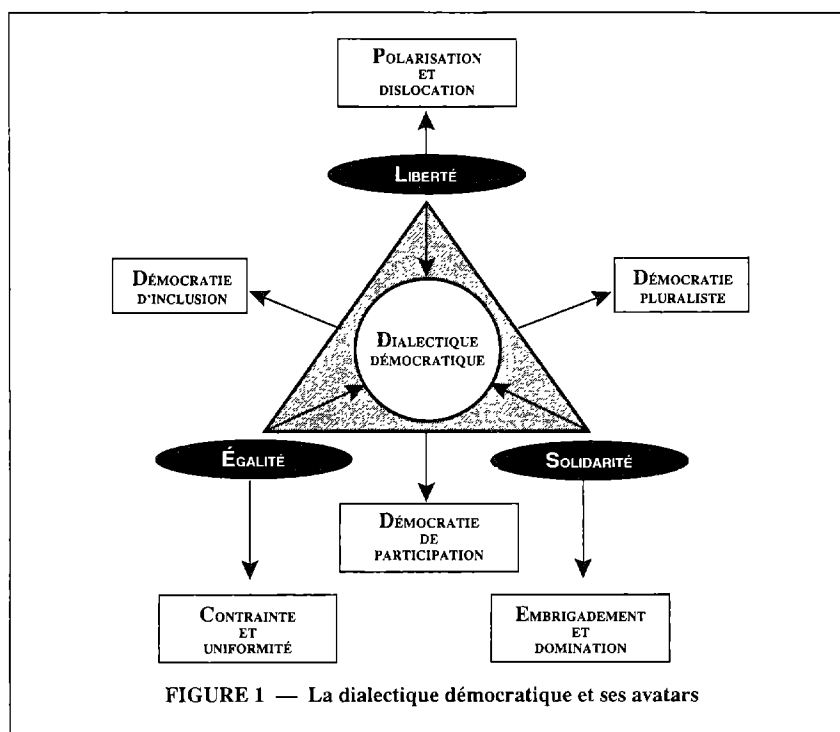 POLARISATION
ET
DISLOCATION
LIBERTÉ
DÉMOCRATIE
D'INCLUSION
DÉMOCRATIE
PLURALISTE
DIALECTIQUE
DÉMOCRATIQUE
ÉGALITÉ
SOLIDARITÉ
DÉMOCRATIE
DE
PARTICIPATION
CONTRAINTE
ET
UNIFORMITÉ
EMBRIGADEMENT
ET
DOMINATION
FIGURE 1 — La dialectique démocratique et ses avatars